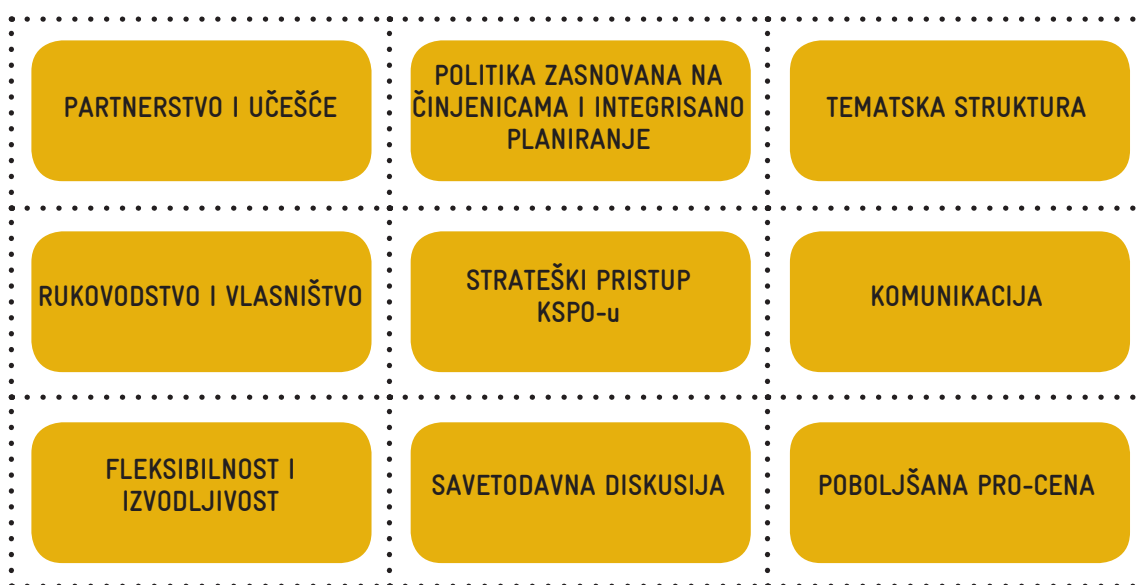 PARTNERSTVO I UČEŠĆE
POLITIKA ZASNOVANA NA
ČINJENICAMA I INTEGRISANO
PLANIRANJE
TEMATSKA STRUKTURA
RUKOVODSTVO I VLASNIŠTVO
STRATEŠKI PRISTUP
KSPO-u
KOMUNIKACIJA
FLEKSIBILNOST I
IZVODLJIVOST
SAVETODAVNA DISKUSIJA
POBOLJŠANA PRO-CENA